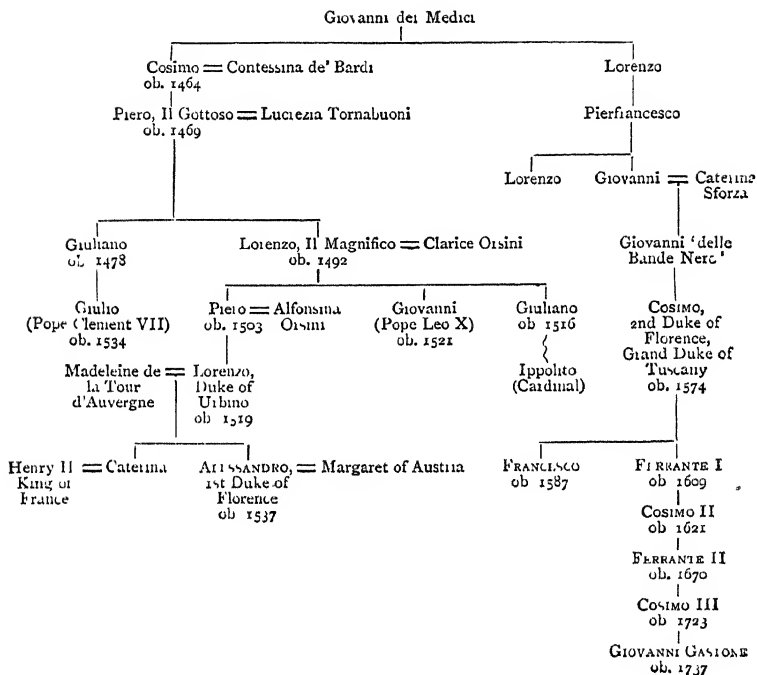 Giovanni dei Medici
Cosimo = Contessina de' Bardi
ob. 1464
Lorenzo
Piero, Il Gottoso = Lucrezia Tornabuoni
ob. 1469
Pierfrancesco
Lorenzo
Giovanni = Caterina
Sforza
Giuliano
ob. 1478
Lorenzo, Il Magnifico = Clarice Orsini
ob. 1492
Giovanni 'delle
Bande Nere'
Giulio
(Pope Clement VII)
ob. 1534
Piero = Alfonsina
ob. 1503 Orsini
Giovanni
(Pope Leo X)
ob. 1521
Giuliano
ob 1516
Cosimo,
2nd Duke of
Florence,
Grand Duke of
Tuscany
ob. 1574
Ippolito
(Cardinal)
Madeleine de = Lorenzo,
la Tour Duke of
d'Auvergne Urbino
ob 1519
Henry II = Caterina
King of
France
Alessandro, = Margaret of Austria
1st Duke of
Florence
ob 1537
Francesco
ob 1587
Ferrante I
ob 1609
Cosimo II
ob 1621
Ferrante II
ob. 1670
Cosimo III
ob 1723
Giovanni Gastone
ob. 1737